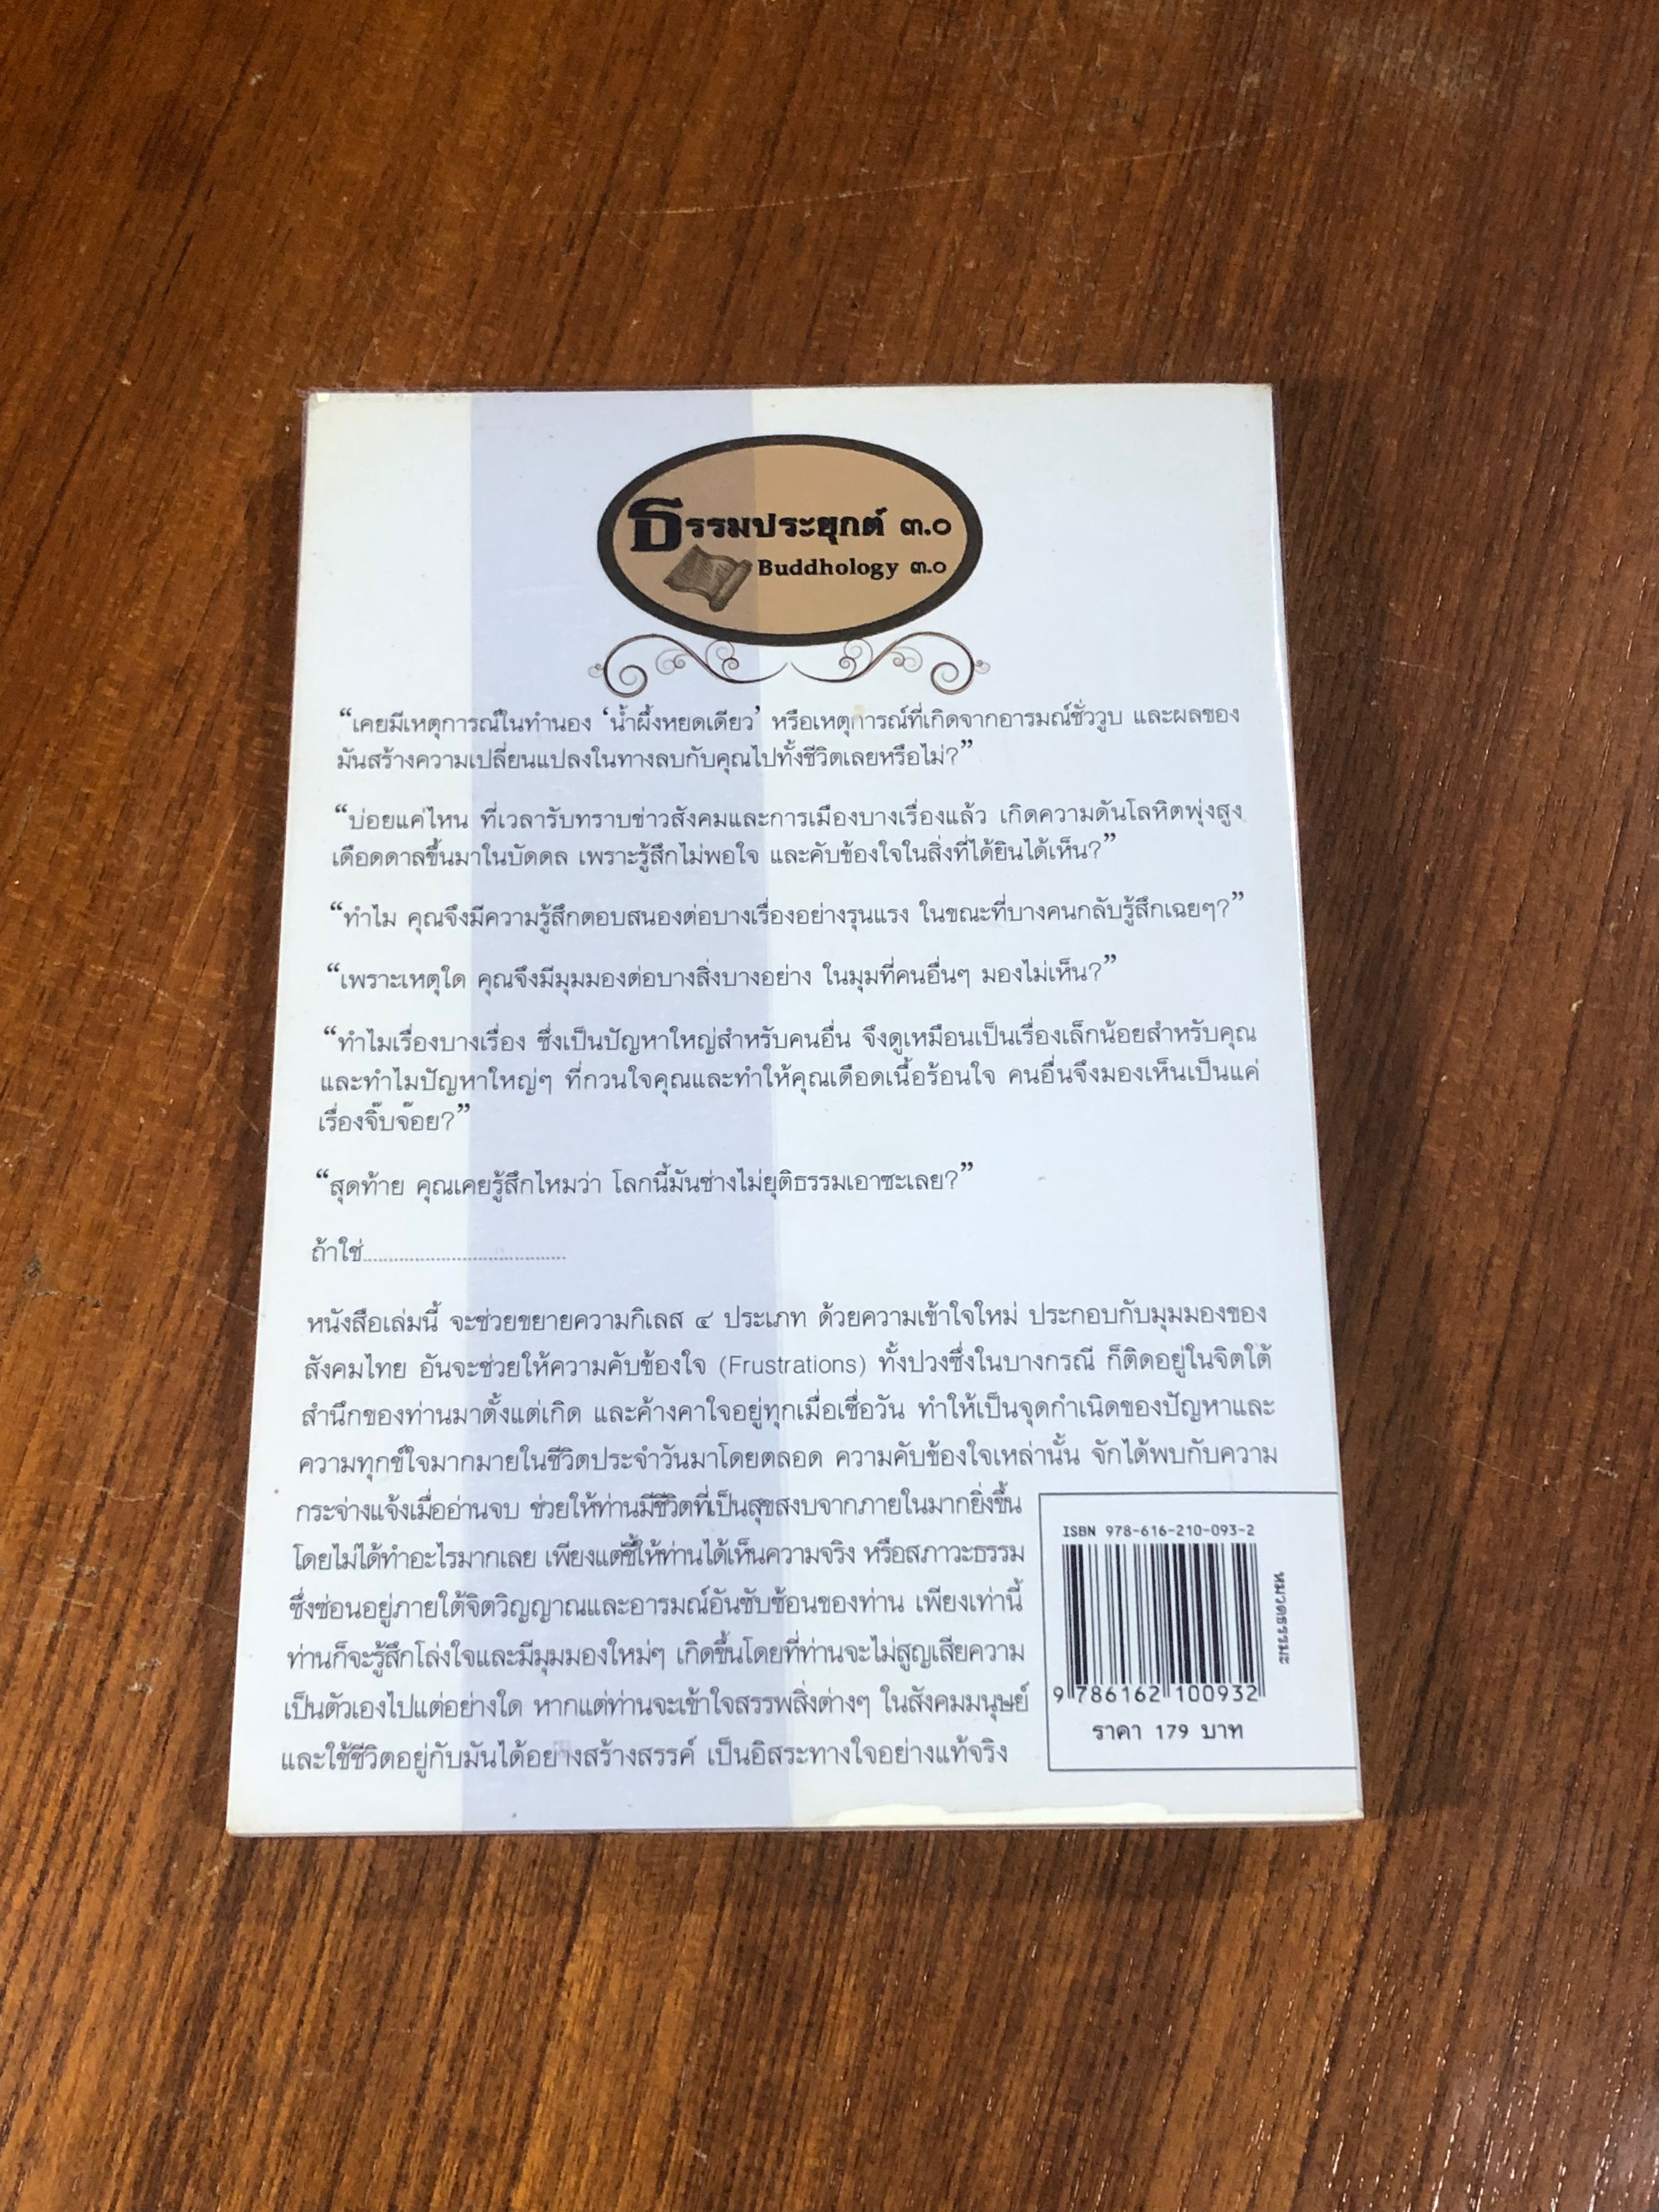 ธรรมประยุกต์ ๓.๐
Buddhology ๓.๐
“เคยมีเหตุการณ์ในทำนอง ‘น้ำผึ้งหยดเดียว’ หรือเหตุการณ์ที่เกิดจากอารมณ์ชั่ววูบ และผลของ
มันสร้างความเปลี่ยนแปลงในทางลบกับคุณไปทั้งชีวิตเลยหรือไม่?”
“บ่อยแค่ไหน ที่เวลารับทราบข่าวสังคมและการเมืองบางเรื่องแล้ว เกิดความดันโลหิตพุ่งสูง
เดือดดาลขึ้นมาในบัดดล เพราะรู้สึกไม่พอใจ และคับข้องใจในสิ่งที่ได้ยินได้เห็น?”
“ทำไม คุณจึงมีความรู้สึกตอบสนองต่อบางเรื่องอย่างรุนแรง ในขณะที่บางคนกลับรู้สึกเฉยๆ?”
“เพราะเหตุใด คุณจึงมีมุมมองต่อบางสิ่งบางอย่าง ในมุมที่คนอื่นๆ มองไม่เห็น?”
“ทำไมเรื่องบางเรื่อง ซึ่งเป็นปัญหาใหญ่สำหรับคนอื่น จึงดูเหมือนเป็นเรื่องเล็กน้อยสำหรับคุณ
และทำไมปัญหาใหญ่ๆ ที่กวนใจคุณและทำให้คุณเดือดเนื้อร้อนใจ คนอื่นจึงมองเห็นเป็นแค่
เรื่องจิ๊บจ๊อย?”
“สุดท้าย คุณเคยรู้สึกไหมว่า โลกนี้มันช่างไม่ยุติธรรมเอาซะเลย?”
ถ้าใช่........................................
หนังสือเล่มนี้ จะช่วยขยายความกิเลส ๔ ประเภท ด้วยความเข้าใจใหม่ ประกอบกับมุมมองของ
สังคมไทย อันจะช่วยให้ความคับข้องใจ (Frustrations) ทั้งปวงซึ่งในบางกรณี ก็ติดอยู่ในจิตใต้
สำนึกของท่านมาตั้งแต่เกิด และค้างคาใจอยู่ทุกเมื่อเชื่อวัน ทำให้เป็นจุดกำเนิดของปัญหาและ
ความทุกข์ใจมากมายในชีวิตประจำวันมาโดยตลอด ความคับข้องใจเหล่านั้น จักได้พบกับความ
กระจ่างแจ้งเมื่ออ่านจบ ช่วยให้ท่านมีชีวิตที่เป็นสุขสงบจากภายในมากยิ่งขึ้น
โดยไม่ได้ทำอะไรมากเลย เพียงแต่ชี้ให้ท่านได้เห็นความจริง หรือสภาวะธรรม
ซึ่งซ่อนอยู่ภายใต้จิตวิญญาณและอารมณ์อันซับซ้อนของท่าน เพียงเท่านี้
ท่านก็จะรู้สึกโล่งใจและมีมุมมองใหม่ๆ เกิดขึ้นโดยที่ท่านจะไม่สูญเสียความ
เป็นตัวเองไปแต่อย่างใด หากแต่ท่านจะเข้าใจสรรพสิ่งต่างๆ ในสังคมมนุษย์
และใช้ชีวิตอยู่กับมันได้อย่างสร้างสรรค์ เป็นอิสระทางใจอย่างแท้จริง
ISBN 978-616-210-093-2
9 786162 100932
ราคา 179 บาท
หมวดธรรมะ